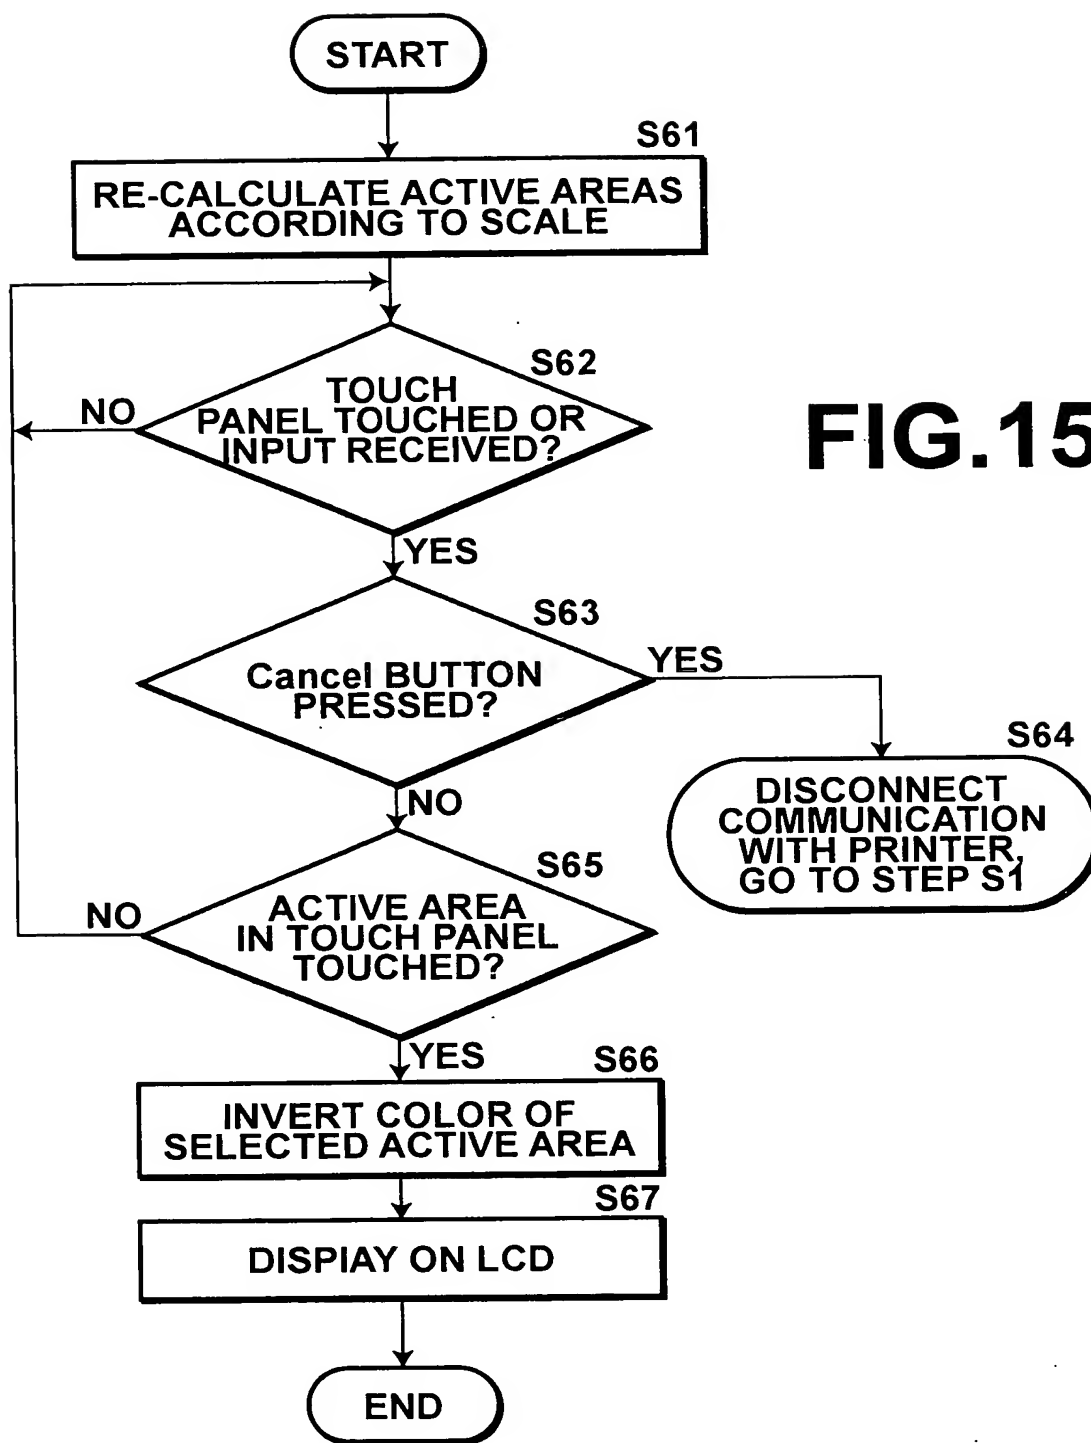 START
S61
RE-CALCULATE ACTIVE AREAS
ACCORDING TO SCALE
S62
TOUCH
PANEL TOUCHED OR
INPUT RECEIVED?
NO
FIG.15
YES
S63
Cancel BUTTON
PRESSED?
YES
S64
DISCONNECT
COMMUNICATION
WITH PRINTER,
GO TO STEP S1
NO
S65
ACTIVE AREA
IN TOUCH PANEL
TOUCHED?
NO
YES
S66
INVERT COLOR OF
SELECTED ACTIVE AREA
S67
DISPIAY ON LCD
END